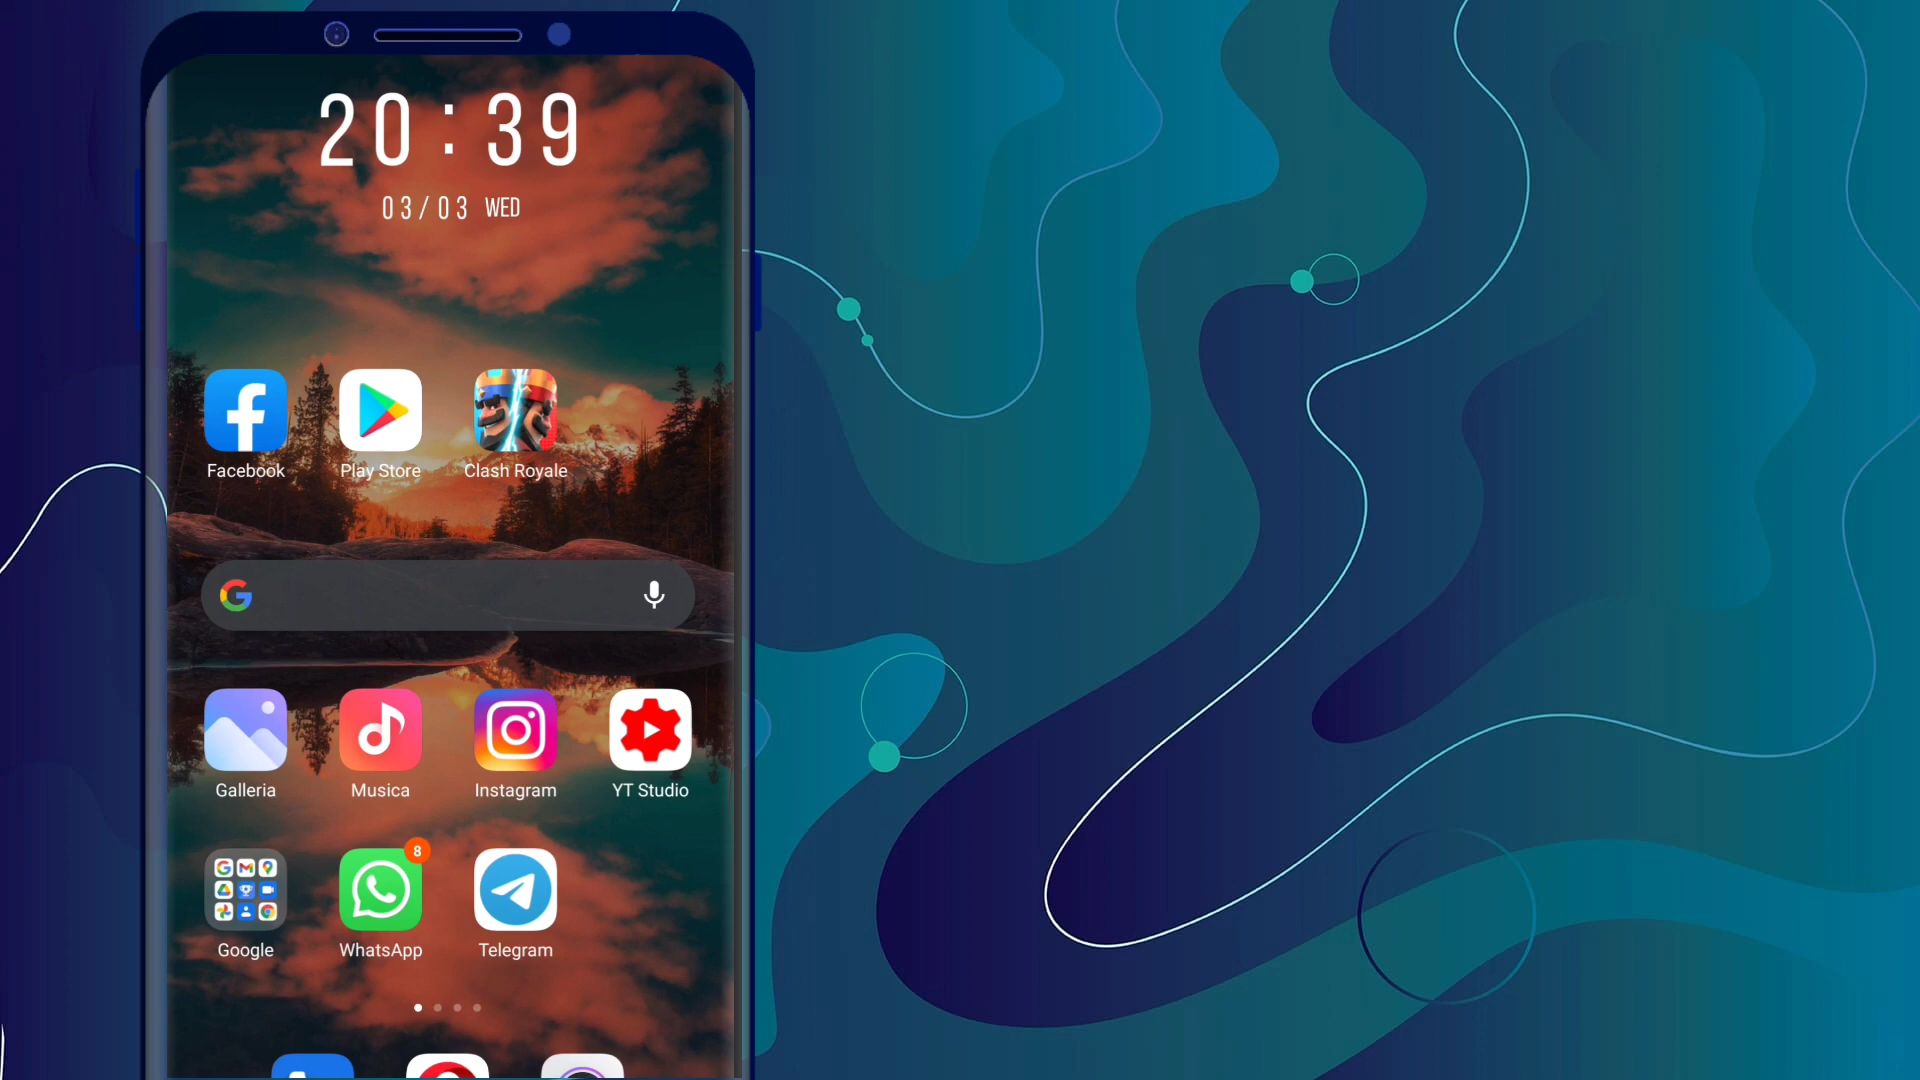 20:39
03/03 WED
Facebook Play Store Clash Royale
Galleria Musica Instagram YT Studio
8
Google WhatsApp Telegram